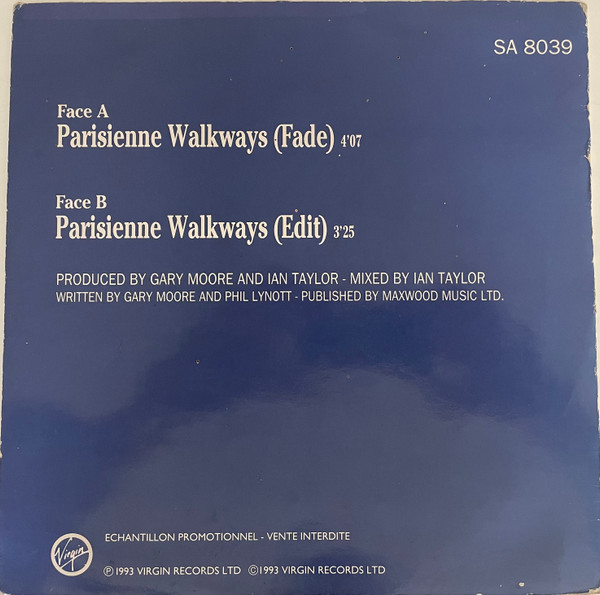 SA 8039
Face A
Parisienne Walkways (Fade) 4'07
Face B
Parisienne Walkways (Edit) 3'25
PRODUCED BY GARY MOORE AND IAN TAYLOR - MIXED BY IAN TAYLOR
WRITTEN BY GARY MOORE AND PHIL LYNOTT - PUBLISHED BY MAXWOOD MUSIC LTD.
Virgin
ECHANTILLON PROMOTIONNEL - VENTE INTERDITE
℗ 1993 VIRGIN RECORDS LTD © 1993 VIRGIN RECORDS LTD